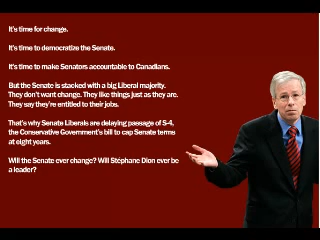 It's time for change.
It's time to democratize the Senate.
It's time to make Senators accountable to Canadians.
But the Senate is stacked with a big Liberal majority.
They don't want change. They like things just as they are.
They say they're entitled to their jobs.
That's why Senate Liberals are delaying passage of S-4,
the Conservative Government's bill to cap Senate terms
at eight years.
Will the Senate ever change? Will Stéphane Dion ever be
a leader?